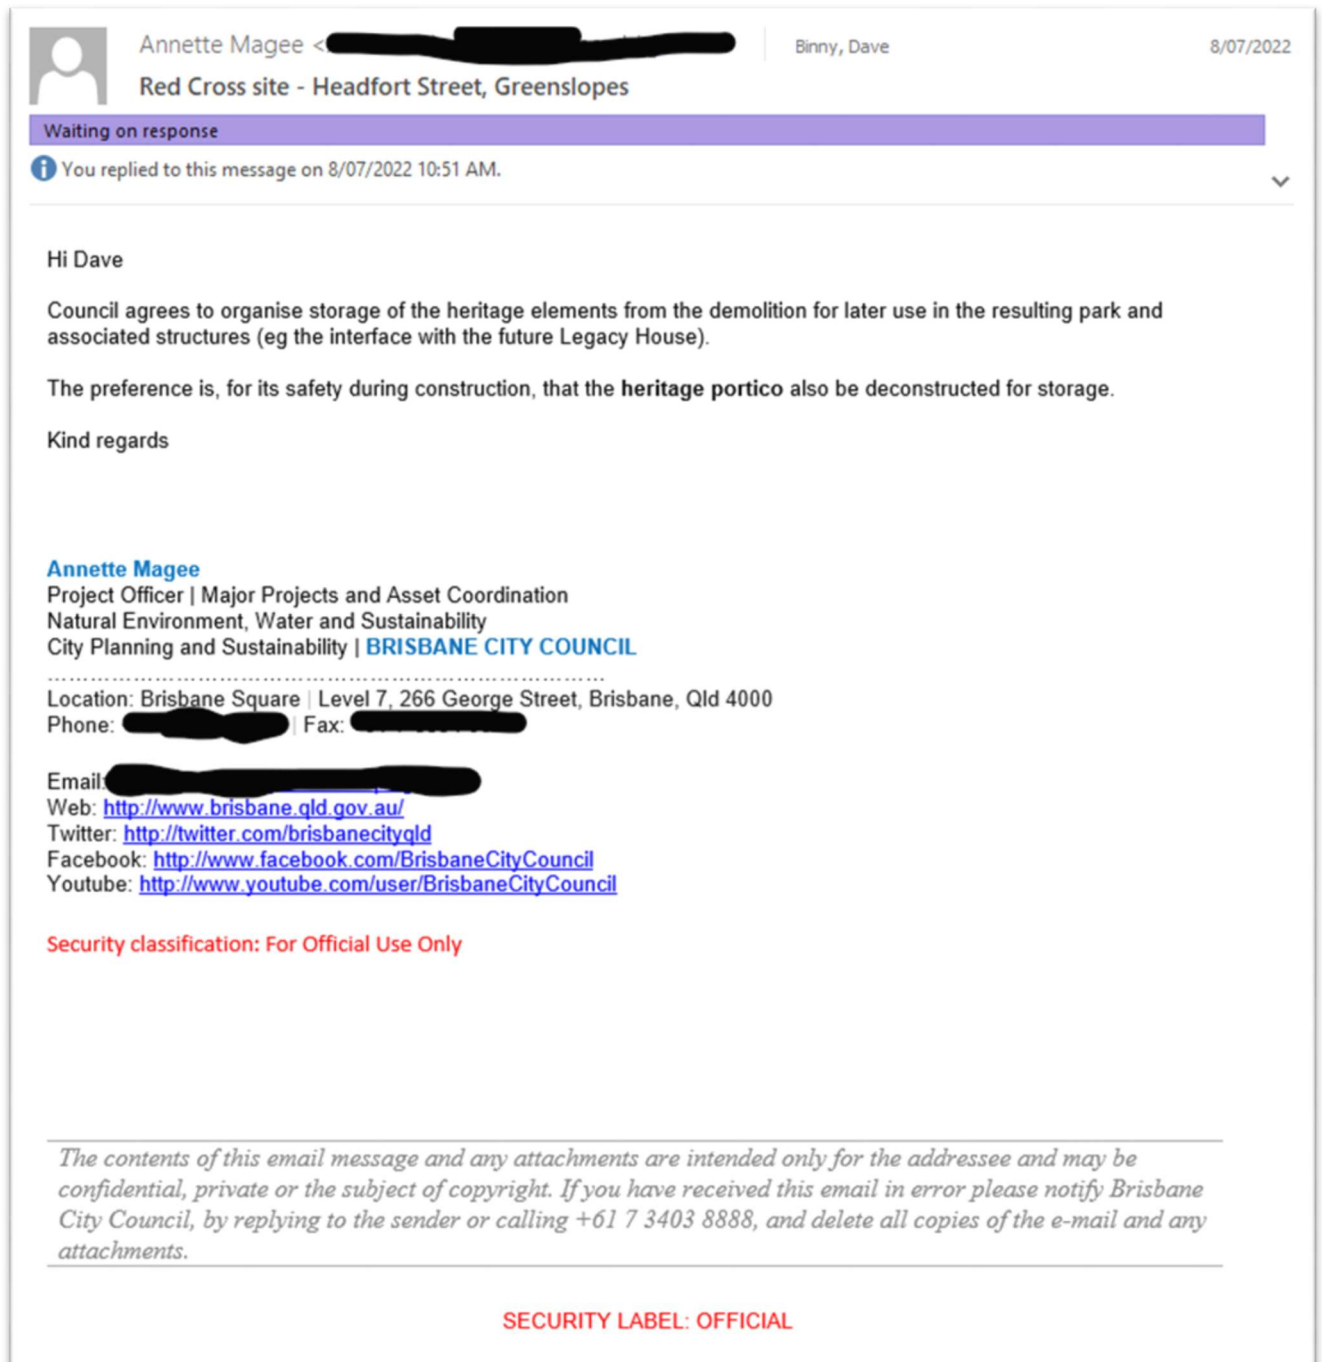 Annette Magee <
Binny, Dave
8/07/2022
Red Cross site - Headfort Street, Greenslopes
Waiting on response
You replied to this message on 8/07/2022 10:51 AM.
Hi Dave
Council agrees to organise storage of the heritage elements from the demolition for later use in the resulting park and
associated structures (eg the interface with the future Legacy House).
The preference is, for its safety during construction, that the heritage portico also be deconstructed for storage.
Kind regards
Annette Magee
Project Officer | Major Projects and Asset Coordination
Natural Environment, Water and Sustainability
City Planning and Sustainability | BRISBANE CITY COUNCIL
Location: Brisbane Square | Level 7, 266 George Street, Brisbane, Qld 4000
Phone: | Fax:
Email:
Web: http://www.brisbane.qld.gov.au/
Twitter: http://twitter.com/brisbanecityqld
Facebook: http://www.facebook.com/BrisbaneCityCouncil
Youtube: http://www.youtube.com/user/BrisbaneCityCouncil
Security classification: For Official Use Only
The contents of this email message and any attachments are intended only for the addressee and may be
confidential, private or the subject of copyright. If you have received this email in error please notify Brisbane
City Council, by replying to the sender or calling +61 7 3403 8888, and delete all copies of the e-mail and any
attachments.
SECURITY LABEL: OFFICIAL